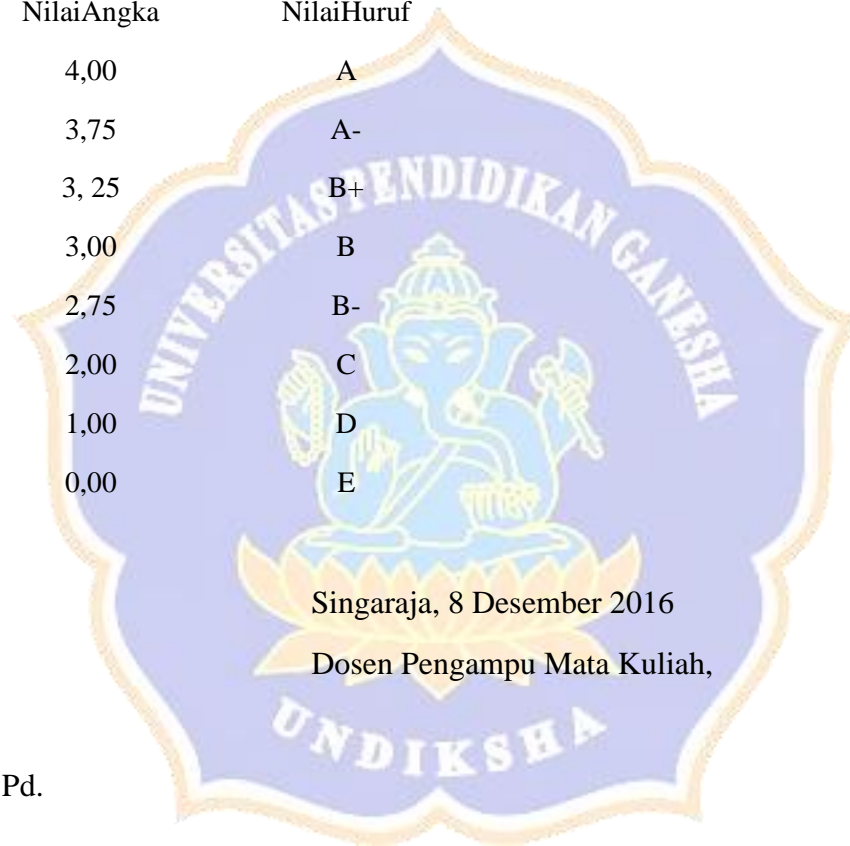 NilaiAngka NilaiHuruf
4,00 A
3,75 A-
3, 25 B+
3,00 B
2,75 B-
2,00 C
1,00 D
0,00 E
UNIVERSITAS PENDIDIKAN GANESHA
Singaraja, 8 Desember 2016
Dosen Pengampu Mata Kuliah,
UNDIKSHA
Pd.